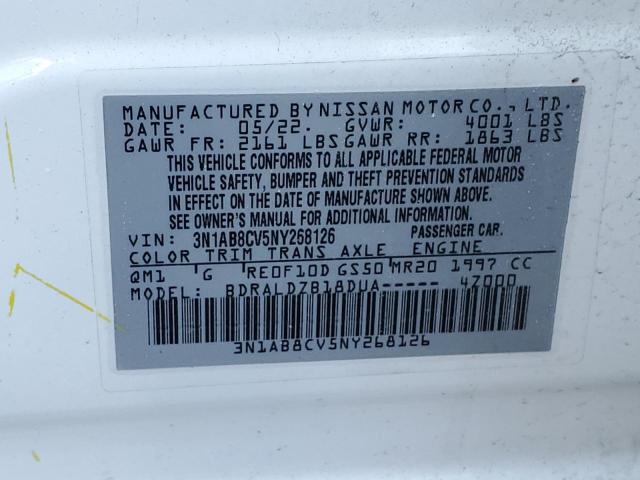 MANUFACTURED BY NISSAN MOTOR CO., LTD.
DATE: 05/22. GVWR: 4001 LBS
GAWR FR: 2161 LBS GAWR RR: 1863 LBS
THIS VEHICLE CONFORMS TO ALL APPLICABLE FEDERAL MOTOR
VEHICLE SAFETY, BUMPER AND THEFT PREVENTION STANDARDS
IN EFFECT ON THE DATE OF MANUFACTURE SHOWN ABOVE.
SEE OWNER'S MANUAL FOR ADDITIONAL INFORMATION.
VIN: 3N1AB8CV5NY268126 PASSENGER CAR.
COLOR TRIM TRANS AXLE ENGINE
QM1 G RE0F10D GS50 MR20 1997 CC
MODEL: BDRALDZB18DUA----- 4Z000
3N1AB8CV5NY268126